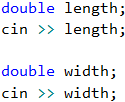 double length;
cin >> length;

double width;
cin >> width;